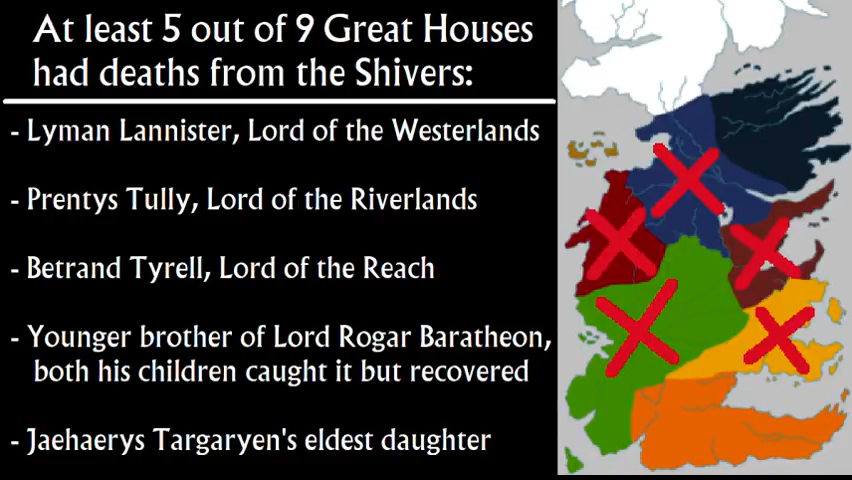 At least 5 out of 9 Great Houses
had deaths from the Shivers:
- Lyman Lannister, Lord of the Westerlands
- Prentys Tully, Lord of the Riverlands
- Betrand Tyrell, Lord of the Reach
- Younger brother of Lord Rogar Baratheon,
both his children caught it but recovered
- Jaehaerys Targaryen's eldest daughter